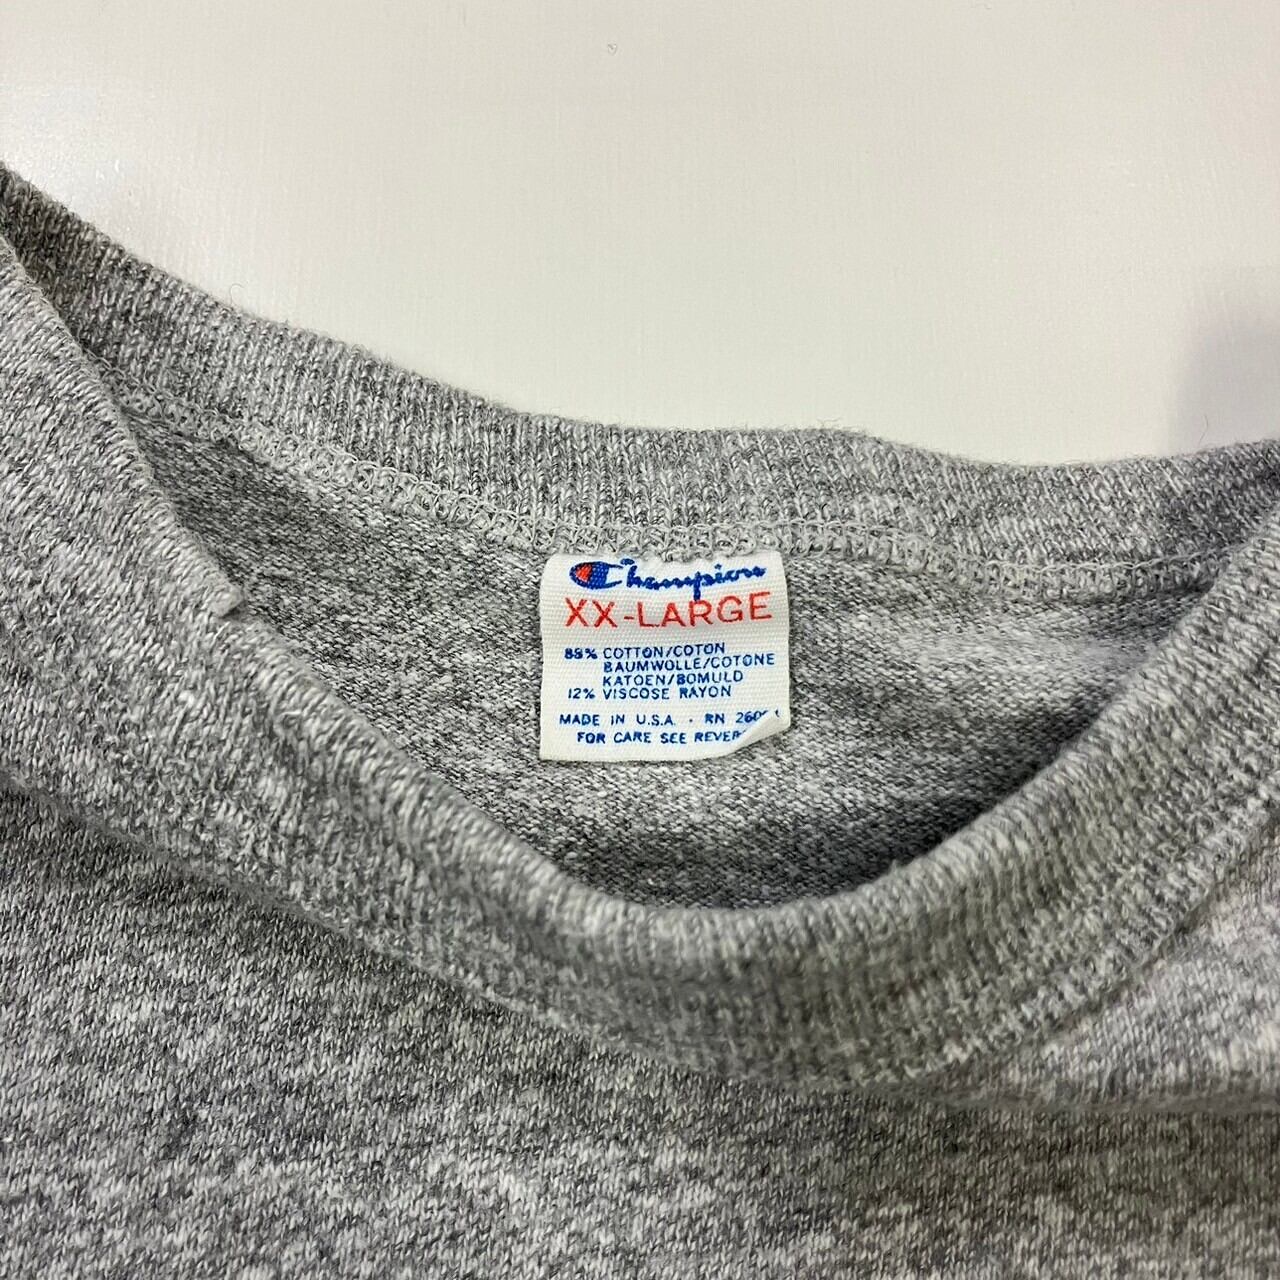 Champion
XX-LARGE
88% COTTON/COTON
BAUMWOLLE/COTONE
KATOEN/BOMULD
12% VISCOSE RAYON
MADE IN U.S.A. · RN
FOR CARE SEE